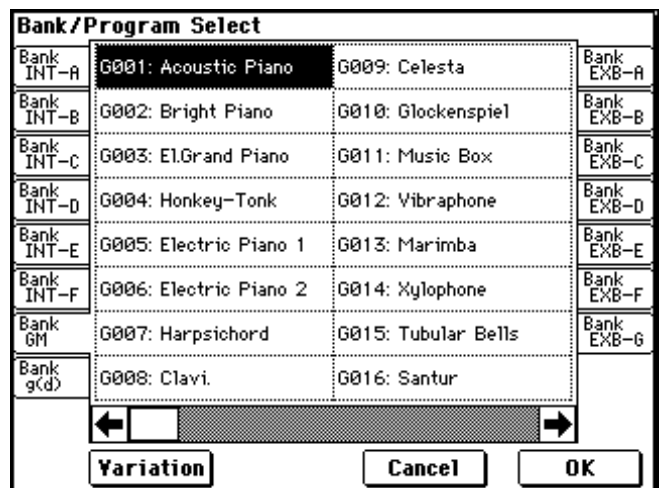 Bank/Program Select
Bank
INT-A
Bank
INT-B
Bank
INT-C
Bank
INT-D
Bank
INT-E
Bank
INT-F
Bank
GM
Bank
g(d)
G001: Acoustic Piano
G002: Bright Piano
G003: El.Grand Piano
G004: Honkey-Tonk
G005: Electric Piano 1
G006: Electric Piano 2
G007: Harpsichord
G008: Clavi.
G009: Celesta
G010: Glockenspiel
G011: Music Box
G012: Vibraphone
G013: Marimba
G014: Xylophone
G015: Tubular Bells
G016: Santur
Bank
EXB-A
Bank
EXB-B
Bank
EXB-C
Bank
EXB-D
Bank
EXB-E
Bank
EXB-F
Bank
EXB-G
Variation
Cancel
OK